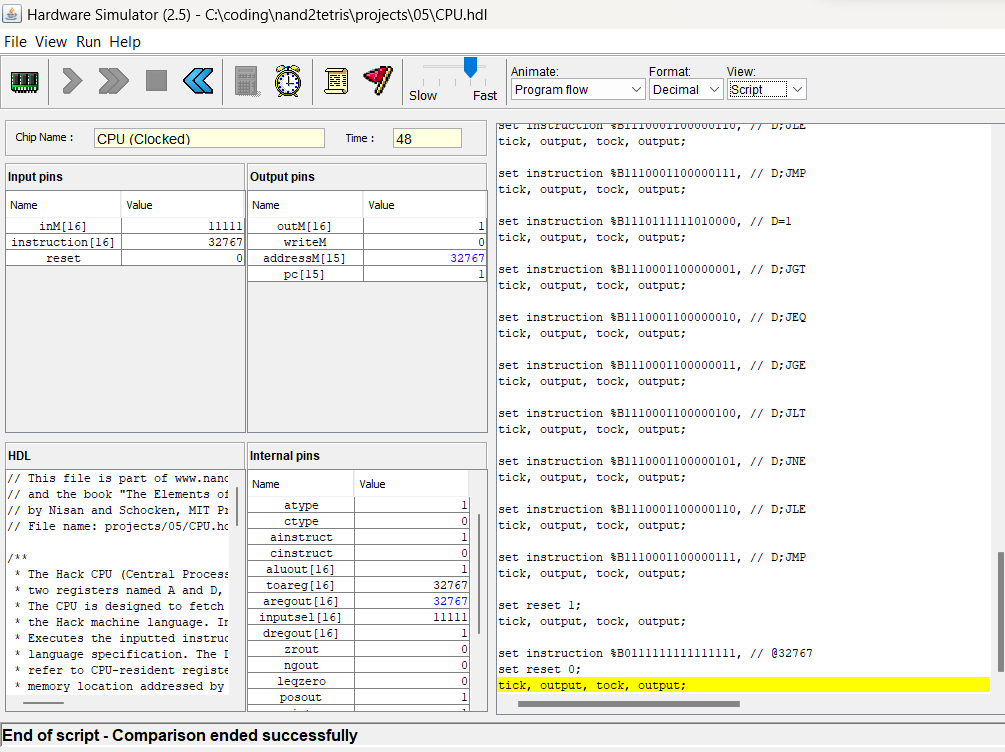 Hardware Simulator (2.5) - C:\coding\nand2tetris\projects\05\CPU.hdl
File View Run Help
Slow Fast
Animate: Format: View:
Program flow Decimal Script
Chip Name : CPU (Clocked) Time : 48
Input pins
Name Value
inM[16] 11111
instruction[16] 32767
reset 0
Output pins
Name Value
outM[16] 1
writeM 0
addressM[15] 32767
pc[15] 1
HDL
// This file is part of www.nand
// and the book "The Elements of
// by Nisan and Schocken, MIT Pr
// File name: projects/05/CPU.hd
/**
* The Hack CPU (Central Process
* two registers named A and D,
* The CPU is designed to fetch
* the Hack machine language. In
* Executes the inputted instruc
* language specification. The D
* refer to CPU-resident registe
* memory location addressed by
Internal pins
Name Value
atype 1
ctype 0
ainstruct 1
cinstruct 0
aluout[16] 1
toareg[16] 32767
aregout[16] 32767
inputsel[16] 11111
dregout[16] 1
zrout 0
ngout 0
leqzero 0
posout 1
set instruction %B1110001100000110, // D;JLE
tick, output, tock, output;
set instruction %B1110001100000111, // D;JMP
tick, output, tock, output;
set instruction %B1110111111010000, // D=1
tick, output, tock, output;
set instruction %B1110001100000001, // D;JGT
tick, output, tock, output;
set instruction %B1110001100000010, // D;JEQ
tick, output, tock, output;
set instruction %B1110001100000011, // D;JGE
tick, output, tock, output;
set instruction %B1110001100000100, // D;JLT
tick, output, tock, output;
set instruction %B1110001100000101, // D;JNE
tick, output, tock, output;
set instruction %B1110001100000110, // D;JLE
tick, output, tock, output;
set instruction %B1110001100000111, // D;JMP
tick, output, tock, output;
set reset 1;
tick, output, tock, output;
set instruction %B0111111111111111, // @32767
set reset 0;
tick, output, tock, output;
End of script - Comparison ended successfully